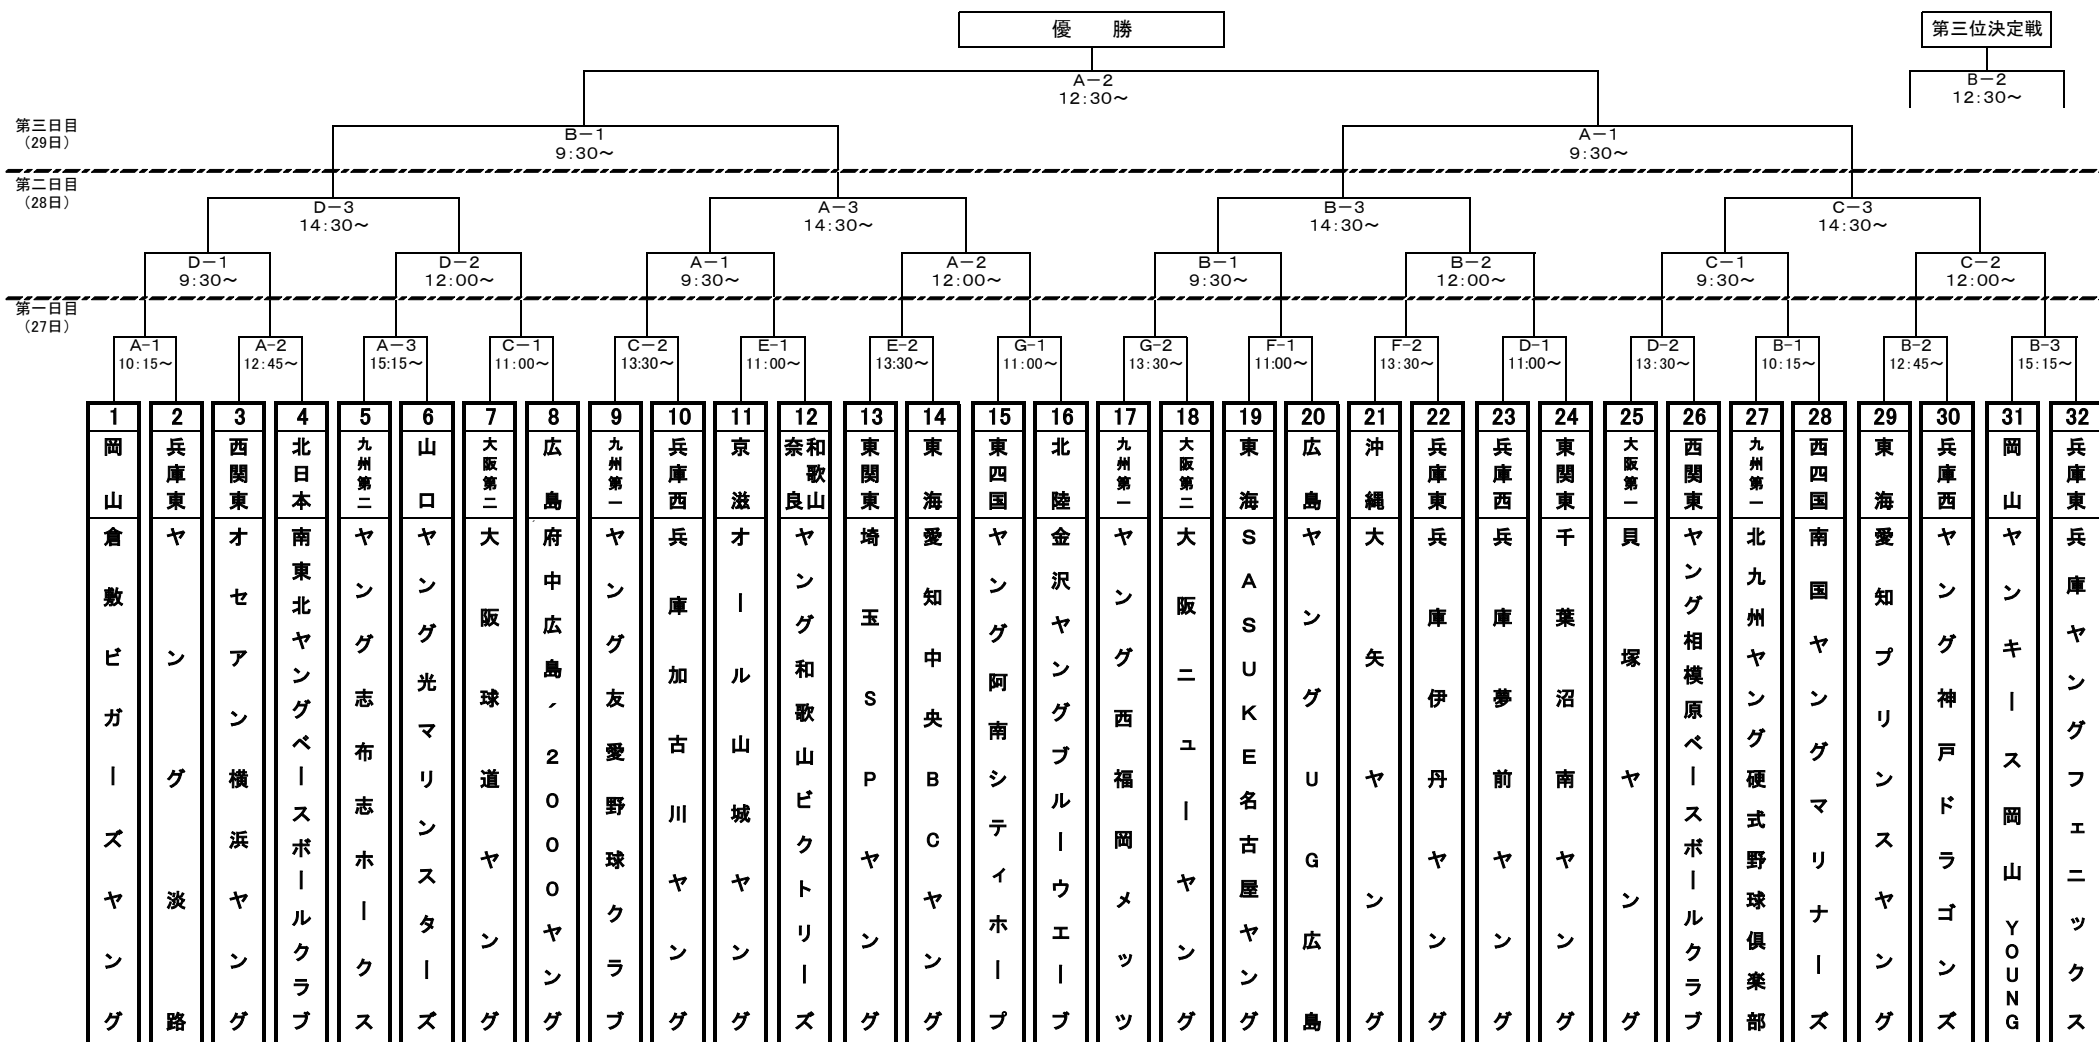 優　　勝
第三位決定戦
A－2
12:30～
B－2
12:30～
第三日目
（29日）
B－1
9:30～
A－1
9:30～
第二日目
（28日）
D－3
14:30～
A－3
14:30～
B－3
14:30～
C－3
14:30～
D－1
9:30～
D－2
12:00～
A－1
9:30～
A－2
12:00～
B－1
9:30～
B－2
12:00～
C－1
9:30～
C－2
12:00～
第一日目
（27日）
A-1
10:15～
A-2
12:45～
A－3
15:15～
C－1
11:00～
C－2
13:30～
E-1
11:00～
E-2
13:30～
G-1
11:00～
G-2
13:30～
F-1
11:00～
F-2
13:30～
D-1
11:00～
D-2
13:30～
B-1
10:15～
B-2
12:45～
B-3
15:15～
1
岡山
倉敷ビガーズヤング
2
兵庫東
ヤング淡路
3
西関東
オセアン横浜ヤング
4
北日本
南東北ヤングベースボールクラブ
5
九州第二
ヤング志布志ホークス
6
山口
ヤング光マリンスターズ
7
大阪第二
大阪球道ヤング
8
広島
府中広島´２０００ヤング
9
九州第一
ヤング友愛野球クラブ
10
兵庫西
兵庫加古川ヤング
11
京滋
オール山城ヤング
12
和歌山
奈良
ヤング和歌山ビクトリーズ
13
東関東
埼玉ＳＰヤング
14
東海
愛知中央ＢＣヤング
15
東四国
ヤング阿南シティホープ
16
北陸
金沢ヤングブルーウエーブ
17
九州第一
ヤング西福岡メッツ
18
大阪第二
大阪ニューヤング
19
東海
ＳＡＳＵＫＥ名古屋ヤング
20
広島
ヤングＵＧ広島
21
沖縄
大矢ヤング
22
兵庫東
兵庫伊丹ヤング
23
兵庫西
兵庫夢前ヤング
24
東関東
千葉沼南ヤング
25
大阪第一
貝塚ヤング
26
西関東
ヤング相模原ベースボールクラブ
27
九州第一
北九州ヤング硬式野球倶楽部
28
西四国
南国ヤングマリナーズ
29
東海
愛知プリンスヤング
30
兵庫西
ヤング神戸ドラゴンズ
31
岡山
ヤンキース岡山YOUNG
32
兵庫東
兵庫ヤングフェニックス